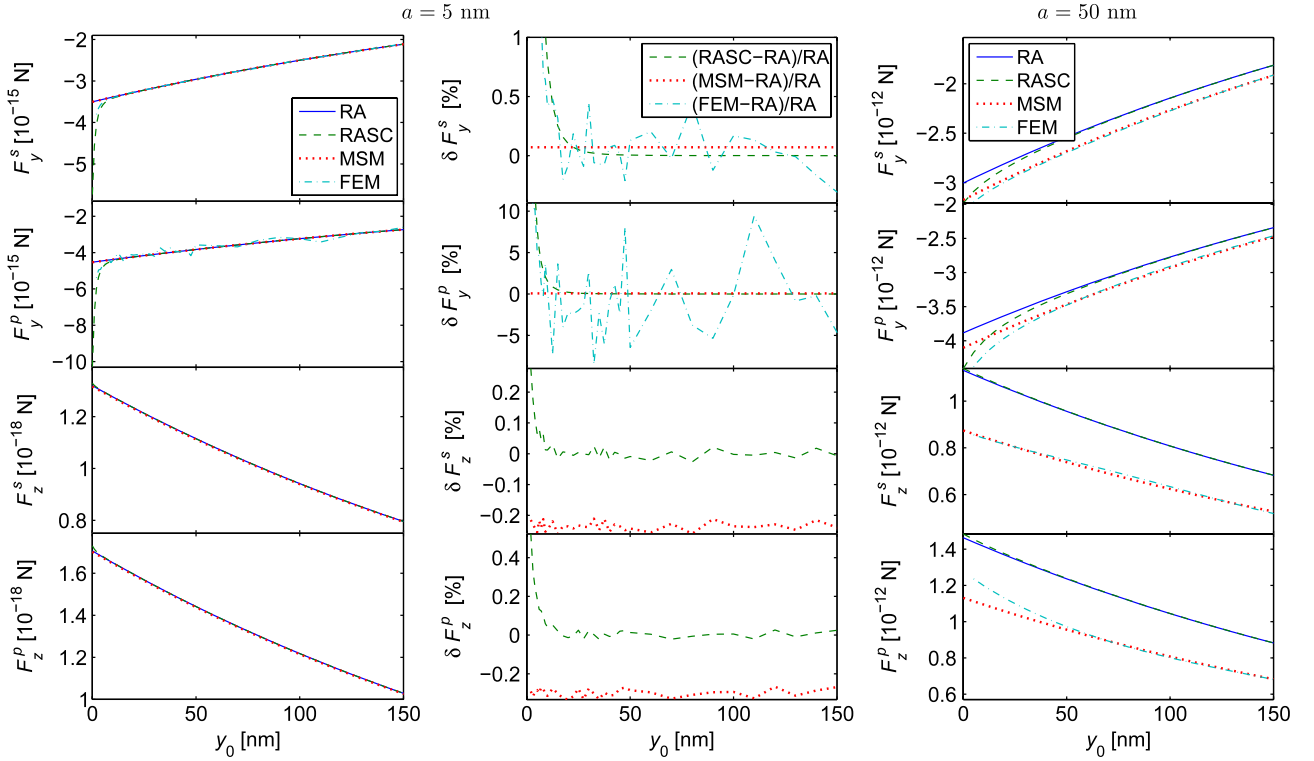 a = 5 nm
a = 50 nm
−2
−3
−4
−5
F_y^s [10^−15 N]
RA
RASC
MSM
FEM
−2
−4
−6
−8
−10
F_y^p [10^−15 N]
1.2
1
0.8
F_z^s [10^−18 N]
1.6
1.4
1.2
1
F_z^p [10^−18 N]
0
50
100
150
y_0 [nm]
1
0.5
0
δ F_y^s [%]
(RASC−RA)/RA
(MSM−RA)/RA
(FEM−RA)/RA
10
5
0
−5
δ F_y^p [%]
0.2
0.1
0
−0.1
−0.2
δ F_z^s [%]
0.4
0.2
0
−0.2
δ F_z^p [%]
0
50
100
150
y_0 [nm]
−2
−2.5
−3
F_y^s [10^−12 N]
RA
RASC
MSM
FEM
−2
−2.5
−3
−3.5
−4
F_y^p [10^−12 N]
1
0.8
0.6
F_z^s [10^−12 N]
1.4
1.2
1
0.8
0.6
F_z^p [10^−12 N]
0
50
100
150
y_0 [nm]